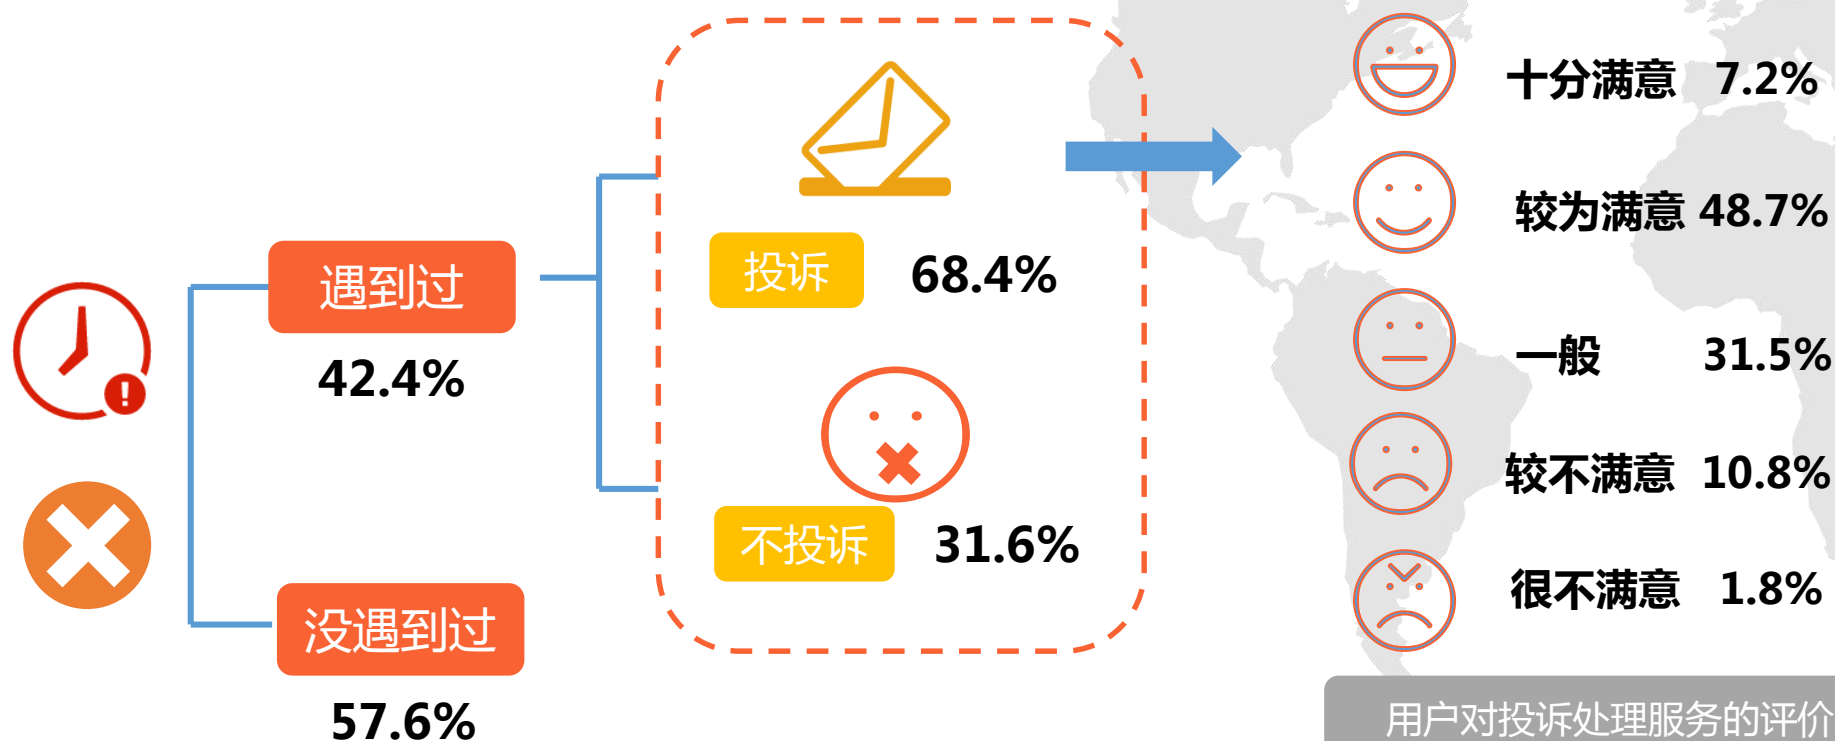 遇到过
42.4%
没遇到过
57.6%
投诉
68.4%
不投诉
31.6%
十分满意 7.2%
较为满意 48.7%
一般 31.5%
较不满意 10.8%
很不满意 1.8%
用户对投诉处理服务的评价